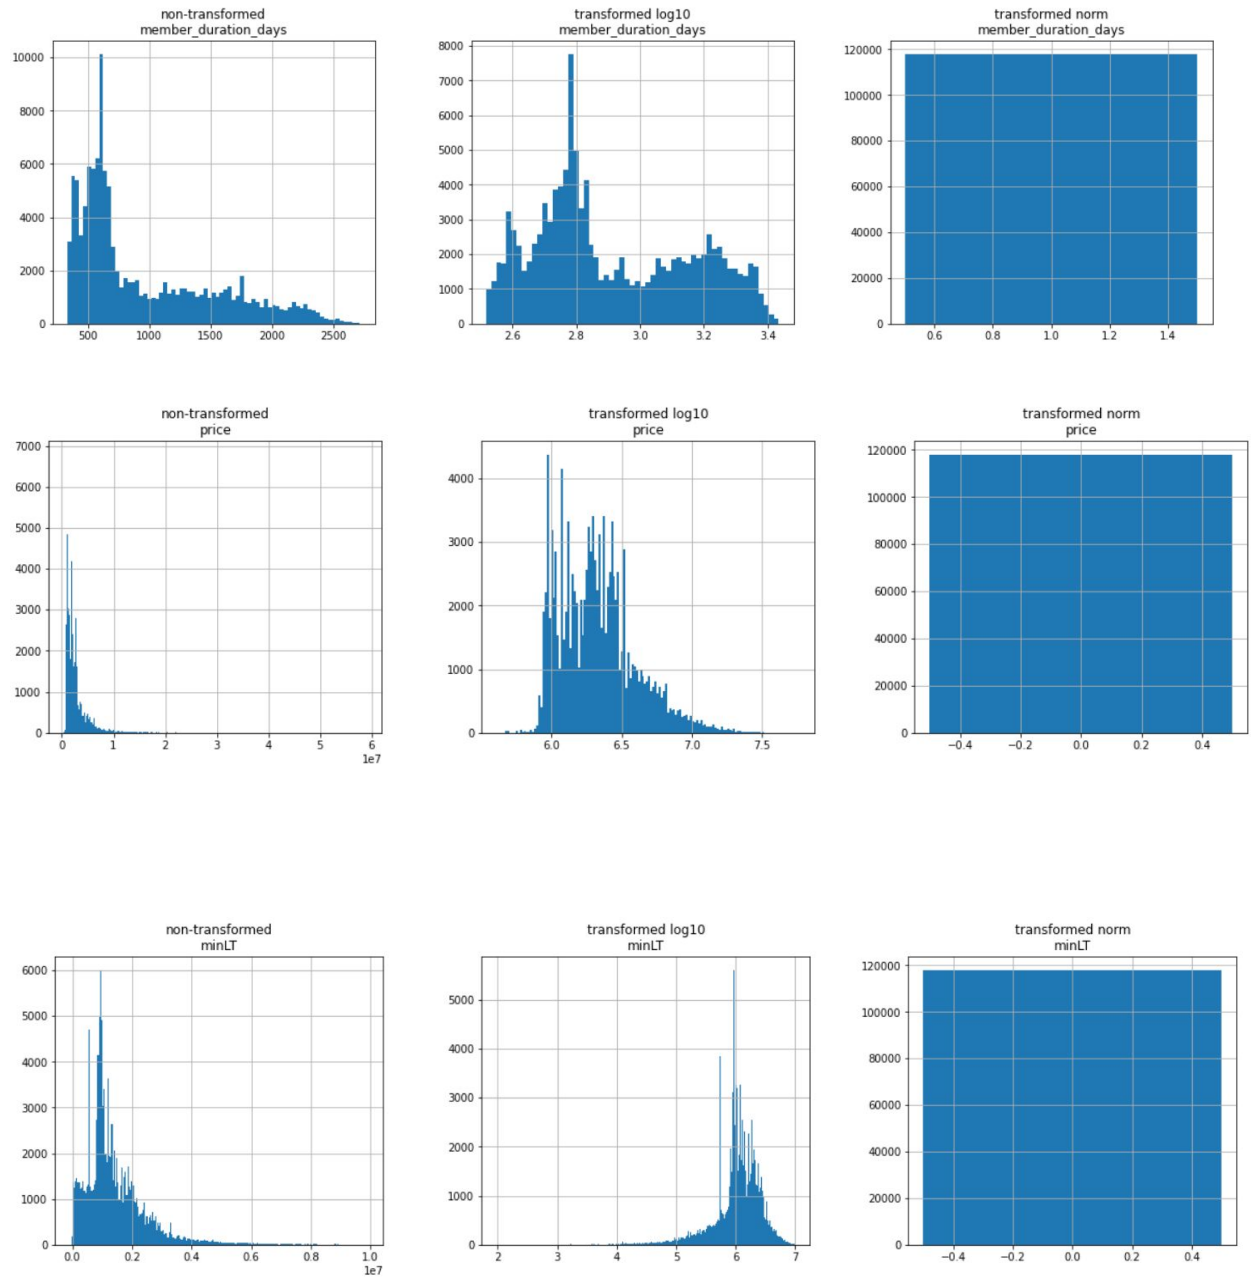 non-transformed
member_duration_days
10000
8000
6000
4000
2000
0
500 1000 1500 2000 2500
transformed log10
member_duration_days
8000
7000
6000
5000
4000
3000
2000
1000
0
2.6 2.8 3.0 3.2 3.4
transformed norm
member_duration_days
120000
100000
80000
60000
40000
20000
0
0.6 0.8 1.0 1.2 1.4
non-transformed
price
7000
6000
5000
4000
3000
2000
1000
0
0 1 2 3 4 5 6
1e7
transformed log10
price
4000
3000
2000
1000
0
6.0 6.5 7.0 7.5
transformed norm
price
120000
100000
80000
60000
40000
20000
0
−0.4 −0.2 0.0 0.2 0.4
non-transformed
minLT
6000
5000
4000
3000
2000
1000
0
0.0 0.2 0.4 0.6 0.8 1.0
1e7
transformed log10
minLT
5000
4000
3000
2000
1000
0
2 3 4 5 6 7
transformed norm
minLT
120000
100000
80000
60000
40000
20000
0
−0.4 −0.2 0.0 0.2 0.4